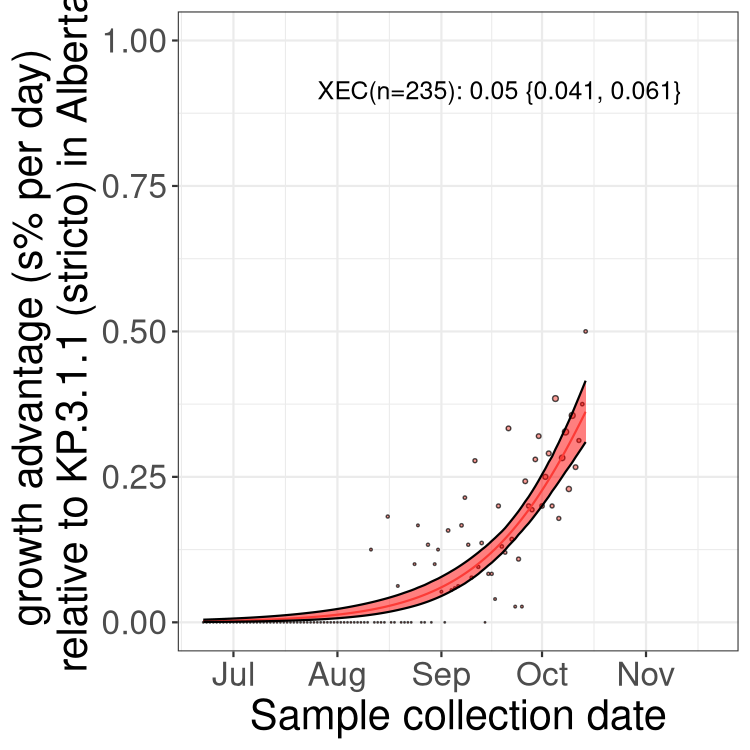 growth advantage (s% per day)
relative to KP.3.1.1 (stricto) in Alberta
1.00
0.75
0.50
0.25
0.00
XEC(n=235): 0.05 {0.041, 0.061}
Jul Aug Sep Oct Nov
Sample collection date